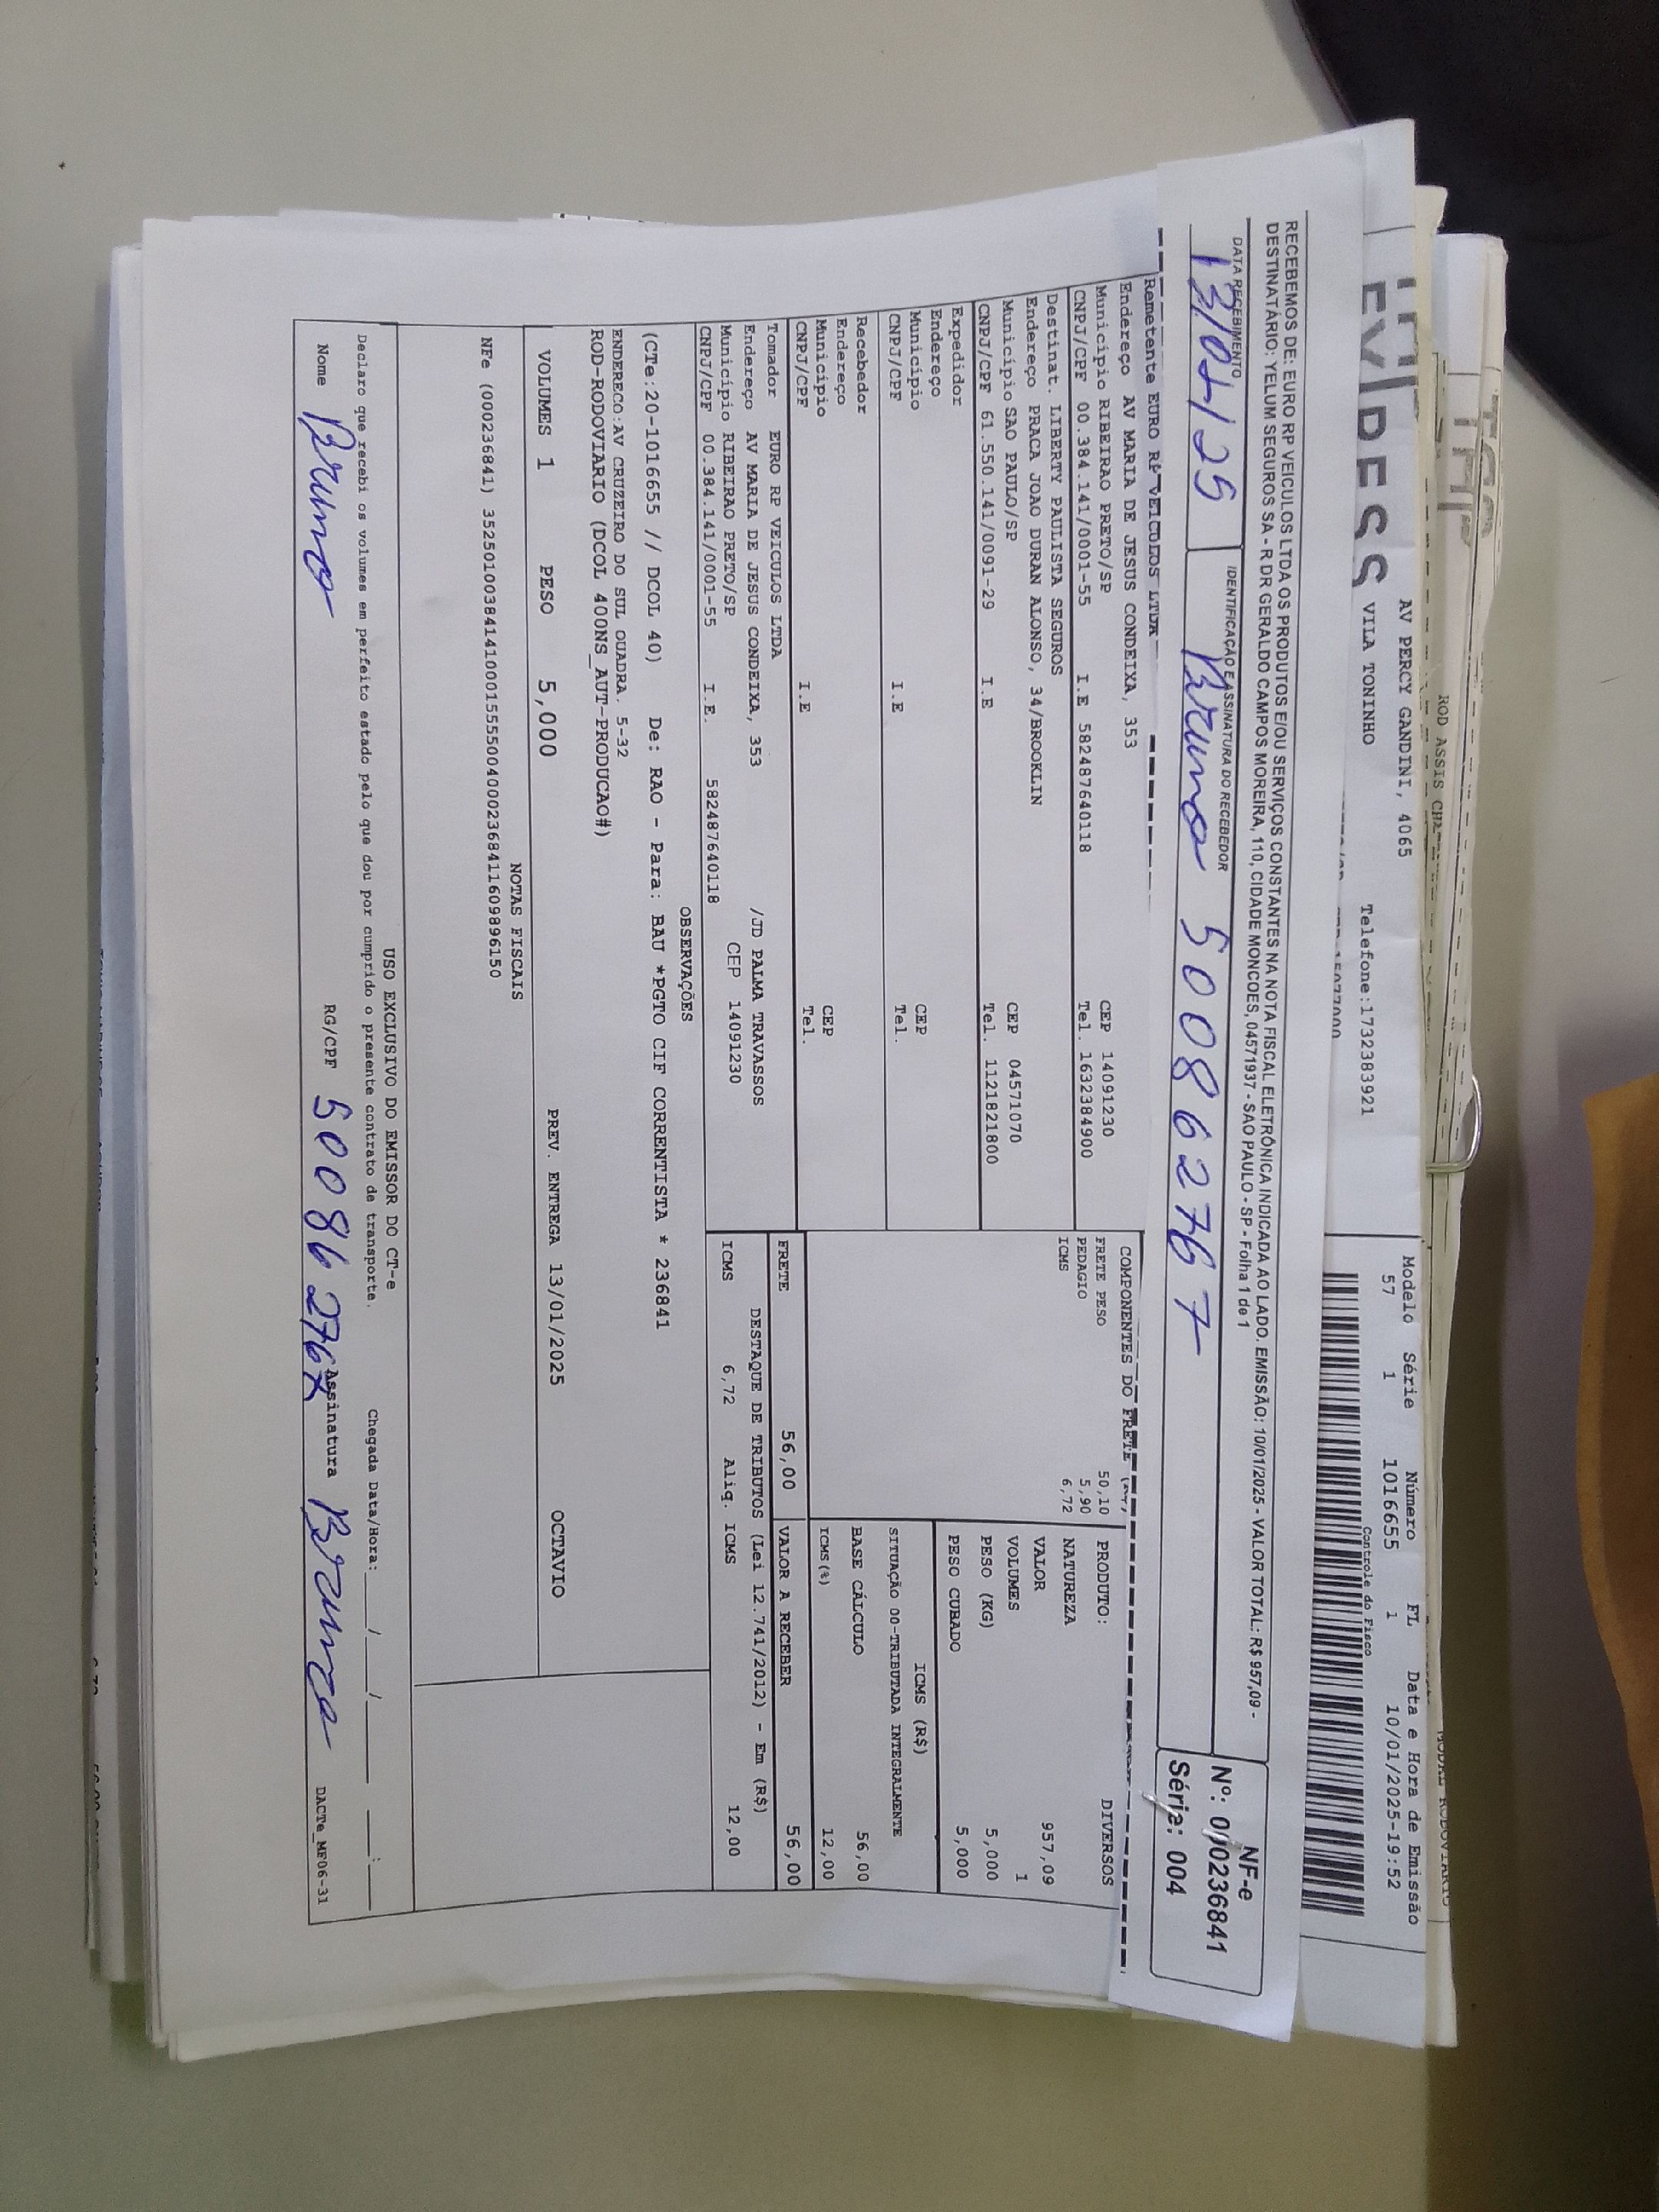 ROD ASSIS
AV PERCY GANDINI, 4065
VILA TONINHO Telefone:1732383921
EXPRESS
Modelo Série Número FL Data e Hora de Emissão
57 1 1016655 1 10/01/2025-19:52
Controle do Fisco
RECEBEMOS DE: EURO RP VEICULOS LTDA OS PRODUTOS E/OU SERVIÇOS CONSTANTES NA NOTA FISCAL ELETRÔNICA INDICADA AO LADO. EMISSÃO: 10/01/2025 - VALOR TOTAL: R$ 957,09 -
DESTINATÁRIO: YELUM SEGUROS SA - R DR GERALDO CAMPOS MOREIRA, 110, CIDADE MONCOES, 04571937 - SAO PAULO - SP - Folha 1 de 1
DATA RECEBIMENTO IDENTIFICAÇÃO E ASSINATURA DO RECEBEDOR
13/01/25 Bruno 500862767
NF-e
Nº: 000236841
Série: 004
Remetente EURO RP VEICULOS LTDA
Endereço AV MARIA DE JESUS CONDEIXA, 353
Município RIBEIRAO PRETO/SP CEP 14091230
CNPJ/CPF 00.384.141/0001-55 I.E 582487640118 Tel. 1632384900
Destinat. LIBERTY PAULISTA SEGUROS
Endereço PRACA JOAO DURAN ALONSO, 34/BROOKLIN
Município SAO PAULO/SP CEP 04571070
CNPJ/CPF 61.550.141/0091-29 I.E Tel. 1121821800
Expedidor
Endereço
Município CEP
CNPJ/CPF I.E Tel.
Recebedor
Endereço
Município CEP
CNPJ/CPF I.E Tel.
Tomador EURO RP VEICULOS LTDA
Endereço AV MARIA DE JESUS CONDEIXA, 353 /JD PALMA TRAVASSOS
Município RIBEIRAO PRETO/SP CEP 14091230
CNPJ/CPF 00.384.141/0001-55 I.E. 582487640118
COMPONENTES DO FRETE
FRETE PESO 50,10
PEDAGIO 5,90
ICMS 6,72
PRODUTO: DIVERSOS
NATUREZA
VALOR 957,09
VOLUMES 1
PESO (KG) 5,000
PESO CUBADO 5,000
ICMS (R$)
SITUAÇÃO 00-TRIBUTADA INTEGRALMENTE
BASE CÁLCULO 56,00
ICMS(%) 12,00
FRETE 56,00 VALOR A RECEBER 56,00
DESTAQUE DE TRIBUTOS (Lei 12.741/2012) - Em (R$)
ICMS 6,72 Aliq. ICMS 12,00
OBSERVAÇÕES
(CTe:20-1016655 // DCOL 40) De: RAO - Para: BAU *PGTO CIF CORRENTISTA * 236841
ENDERECO:AV CRUZEIRO DO SUL QUADRA. 5-32
ROD-RODOVIARIO (DCOL 400NS_AUT-PRODUCAO#)
VOLUMES 1 PESO 5,000 PREV. ENTREGA 13/01/2025 OCTAVIO
NOTAS FISCAIS
NFe (000236841) 35250100384141000155550040002368411609896150
USO EXCLUSIVO DO EMISSOR DO CT-e
Declaro que recebi os volumes em perfeito estado pelo que dou por cumprido o presente contrato de transporte. Chegada Data/Hora:____/____/______ ___:___
Nome Bruno RG/CPF 500862767 Assinatura Bruno DACTe_MF06-31